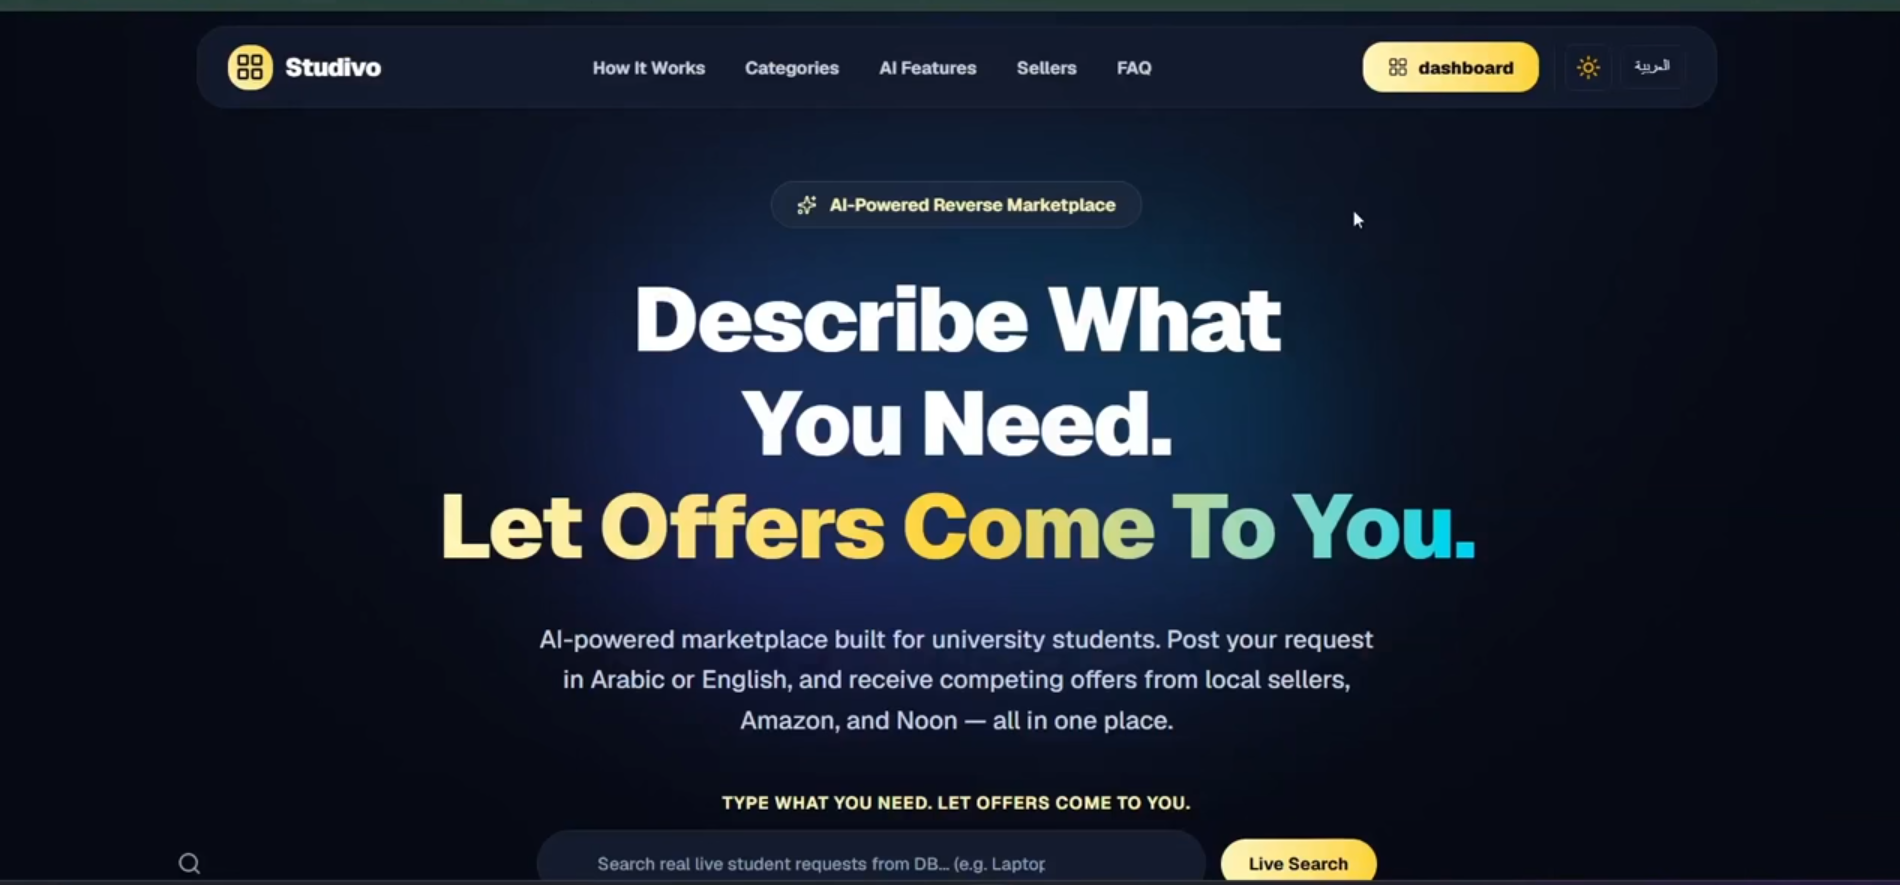 Studivo
How It Works
Categories
AI Features
Sellers
FAQ
dashboard
العربية
AI-Powered Reverse Marketplace
Describe What
You Need.
Let Offers Come To You.
AI-powered marketplace built for university students. Post your request
in Arabic or English, and receive competing offers from local sellers,
Amazon, and Noon — all in one place.
TYPE WHAT YOU NEED. LET OFFERS COME TO YOU.
Search real live student requests from DB... (e.g. Laptop
Live Search